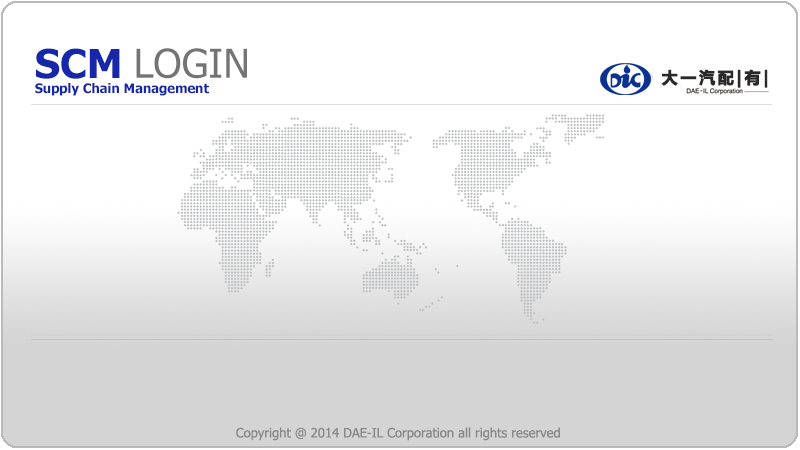 SCM LOGIN
Supply Chain Management
DiC
大一汽配|有|
DAE-IL Corporation
Copyright @ 2014 DAE-IL Corporation all rights reserved